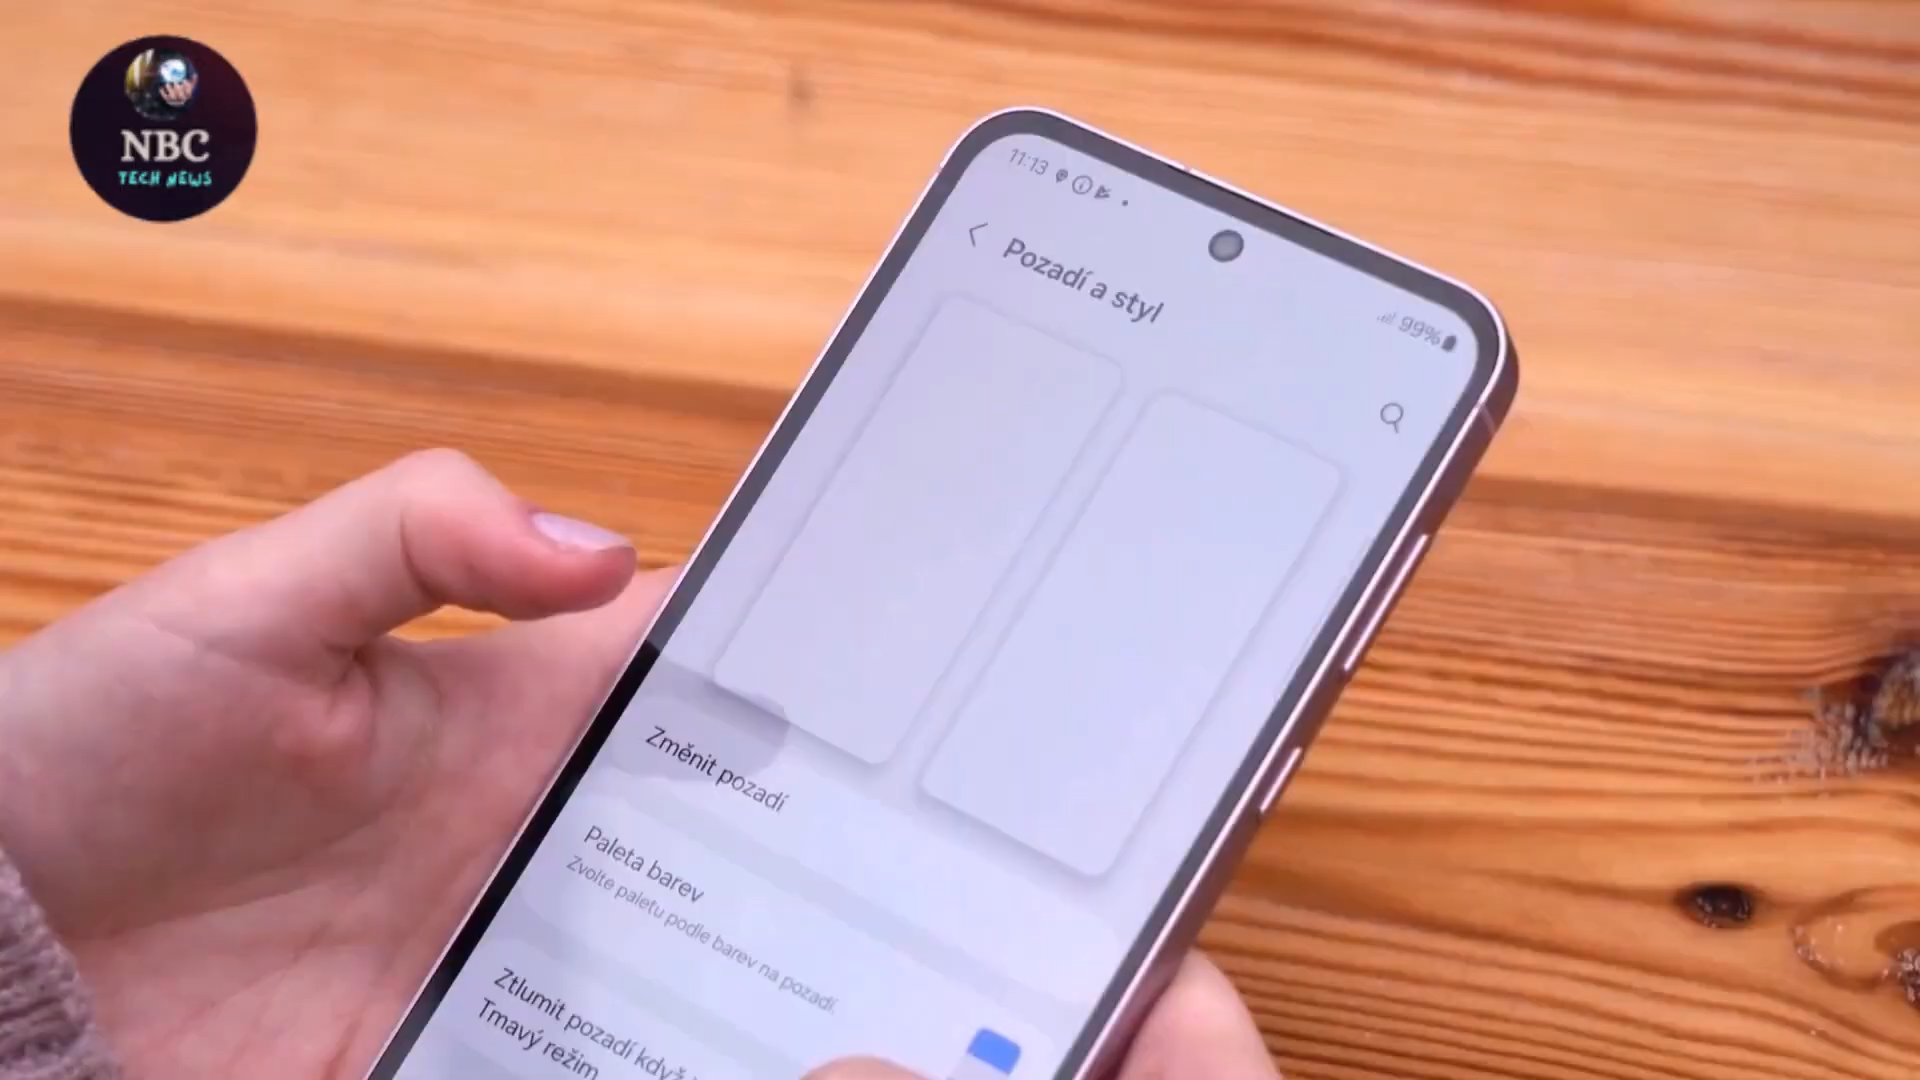 NBC
TECH NEWS
11:13
99%
Pozadí a styl
Změnit pozadí
Paleta barev
Zvolte paletu podle barev na pozadí.
Ztlumit pozadí když
Tmavý režim